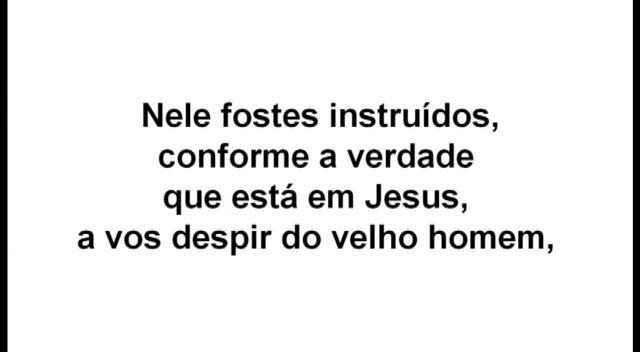 Nele fostes instruídos,
conforme a verdade
que está em Jesus,
a vos despir do velho homem,